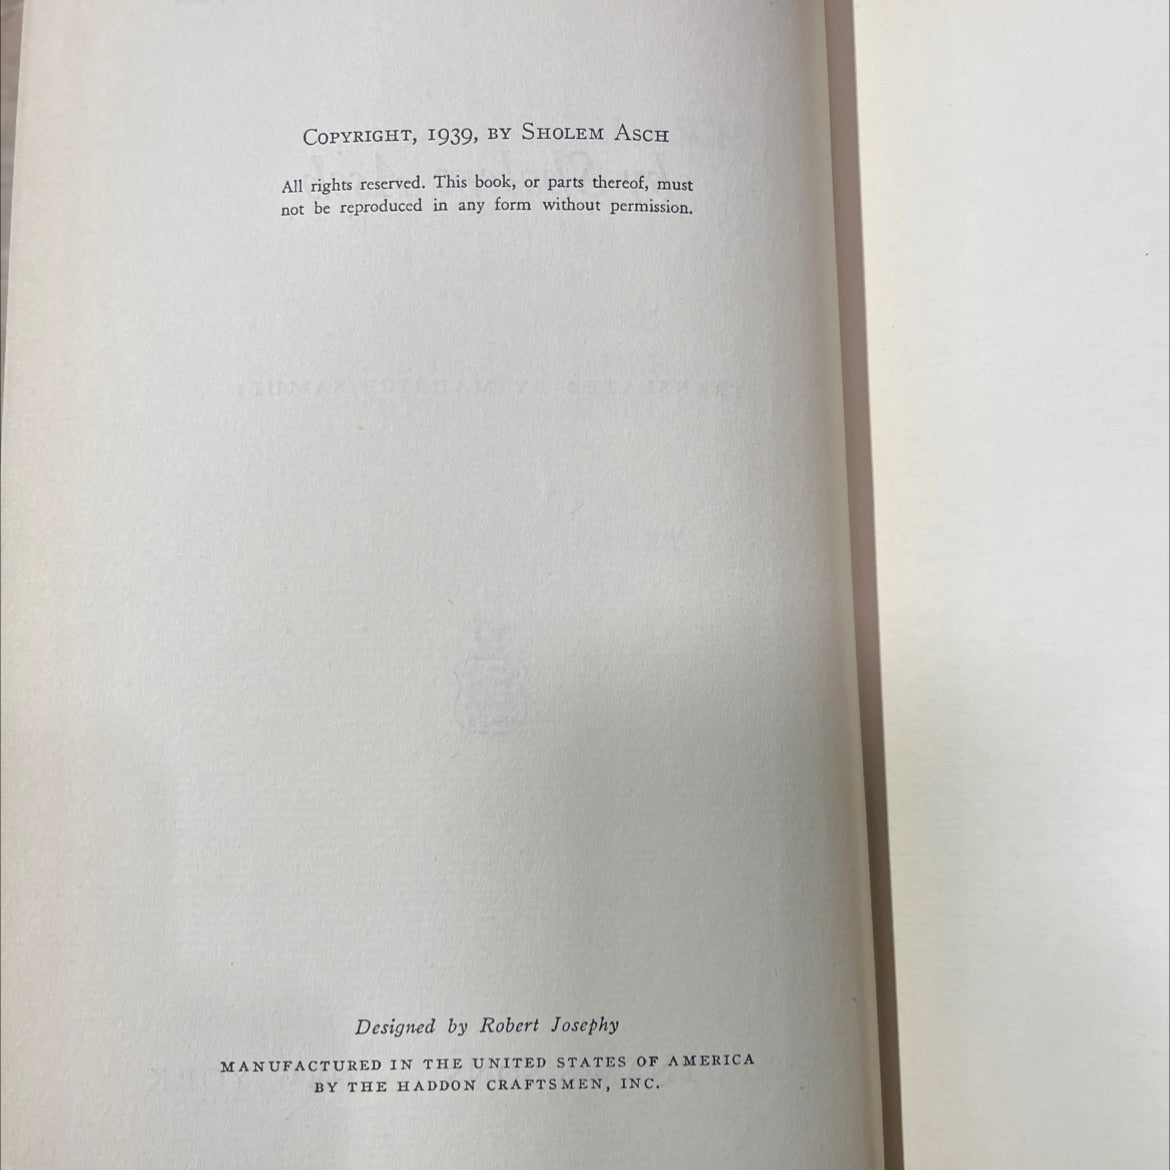 Copyright, 1939, by Sholem Asch
All rights reserved. This book, or parts thereof, must
not be reproduced in any form without permission.
Designed by Robert Josephy
MANUFACTURED IN THE UNITED STATES OF AMERICA
BY THE HADDON CRAFTSMEN, INC.